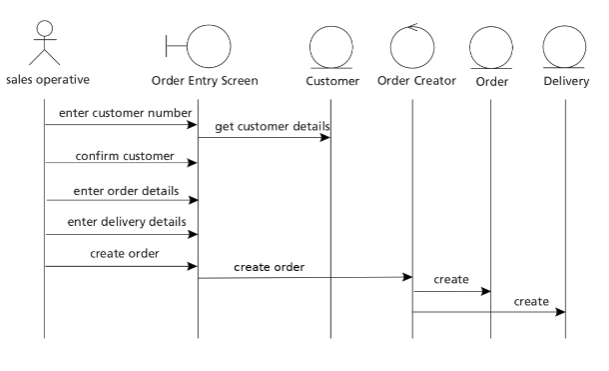 sales operative
Order Entry Screen
Customer
Order Creator
Order
Delivery
enter customer number
get customer details
confirm customer
enter order details
enter delivery details
create order
create order
create
create